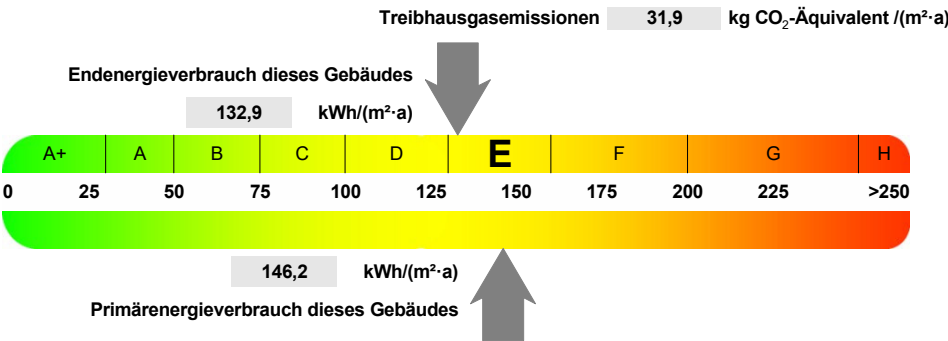 Treibhausgasemissionen 31,9 kg CO₂-Äquivalent /(m²·a)
Endenergieverbrauch dieses Gebäudes
132,9 kWh/(m²·a)
A+ A B C D E F G H
0 25 50 75 100 125 150 175 200 225 >250
146,2 kWh/(m²·a)
Primärenergieverbrauch dieses Gebäudes